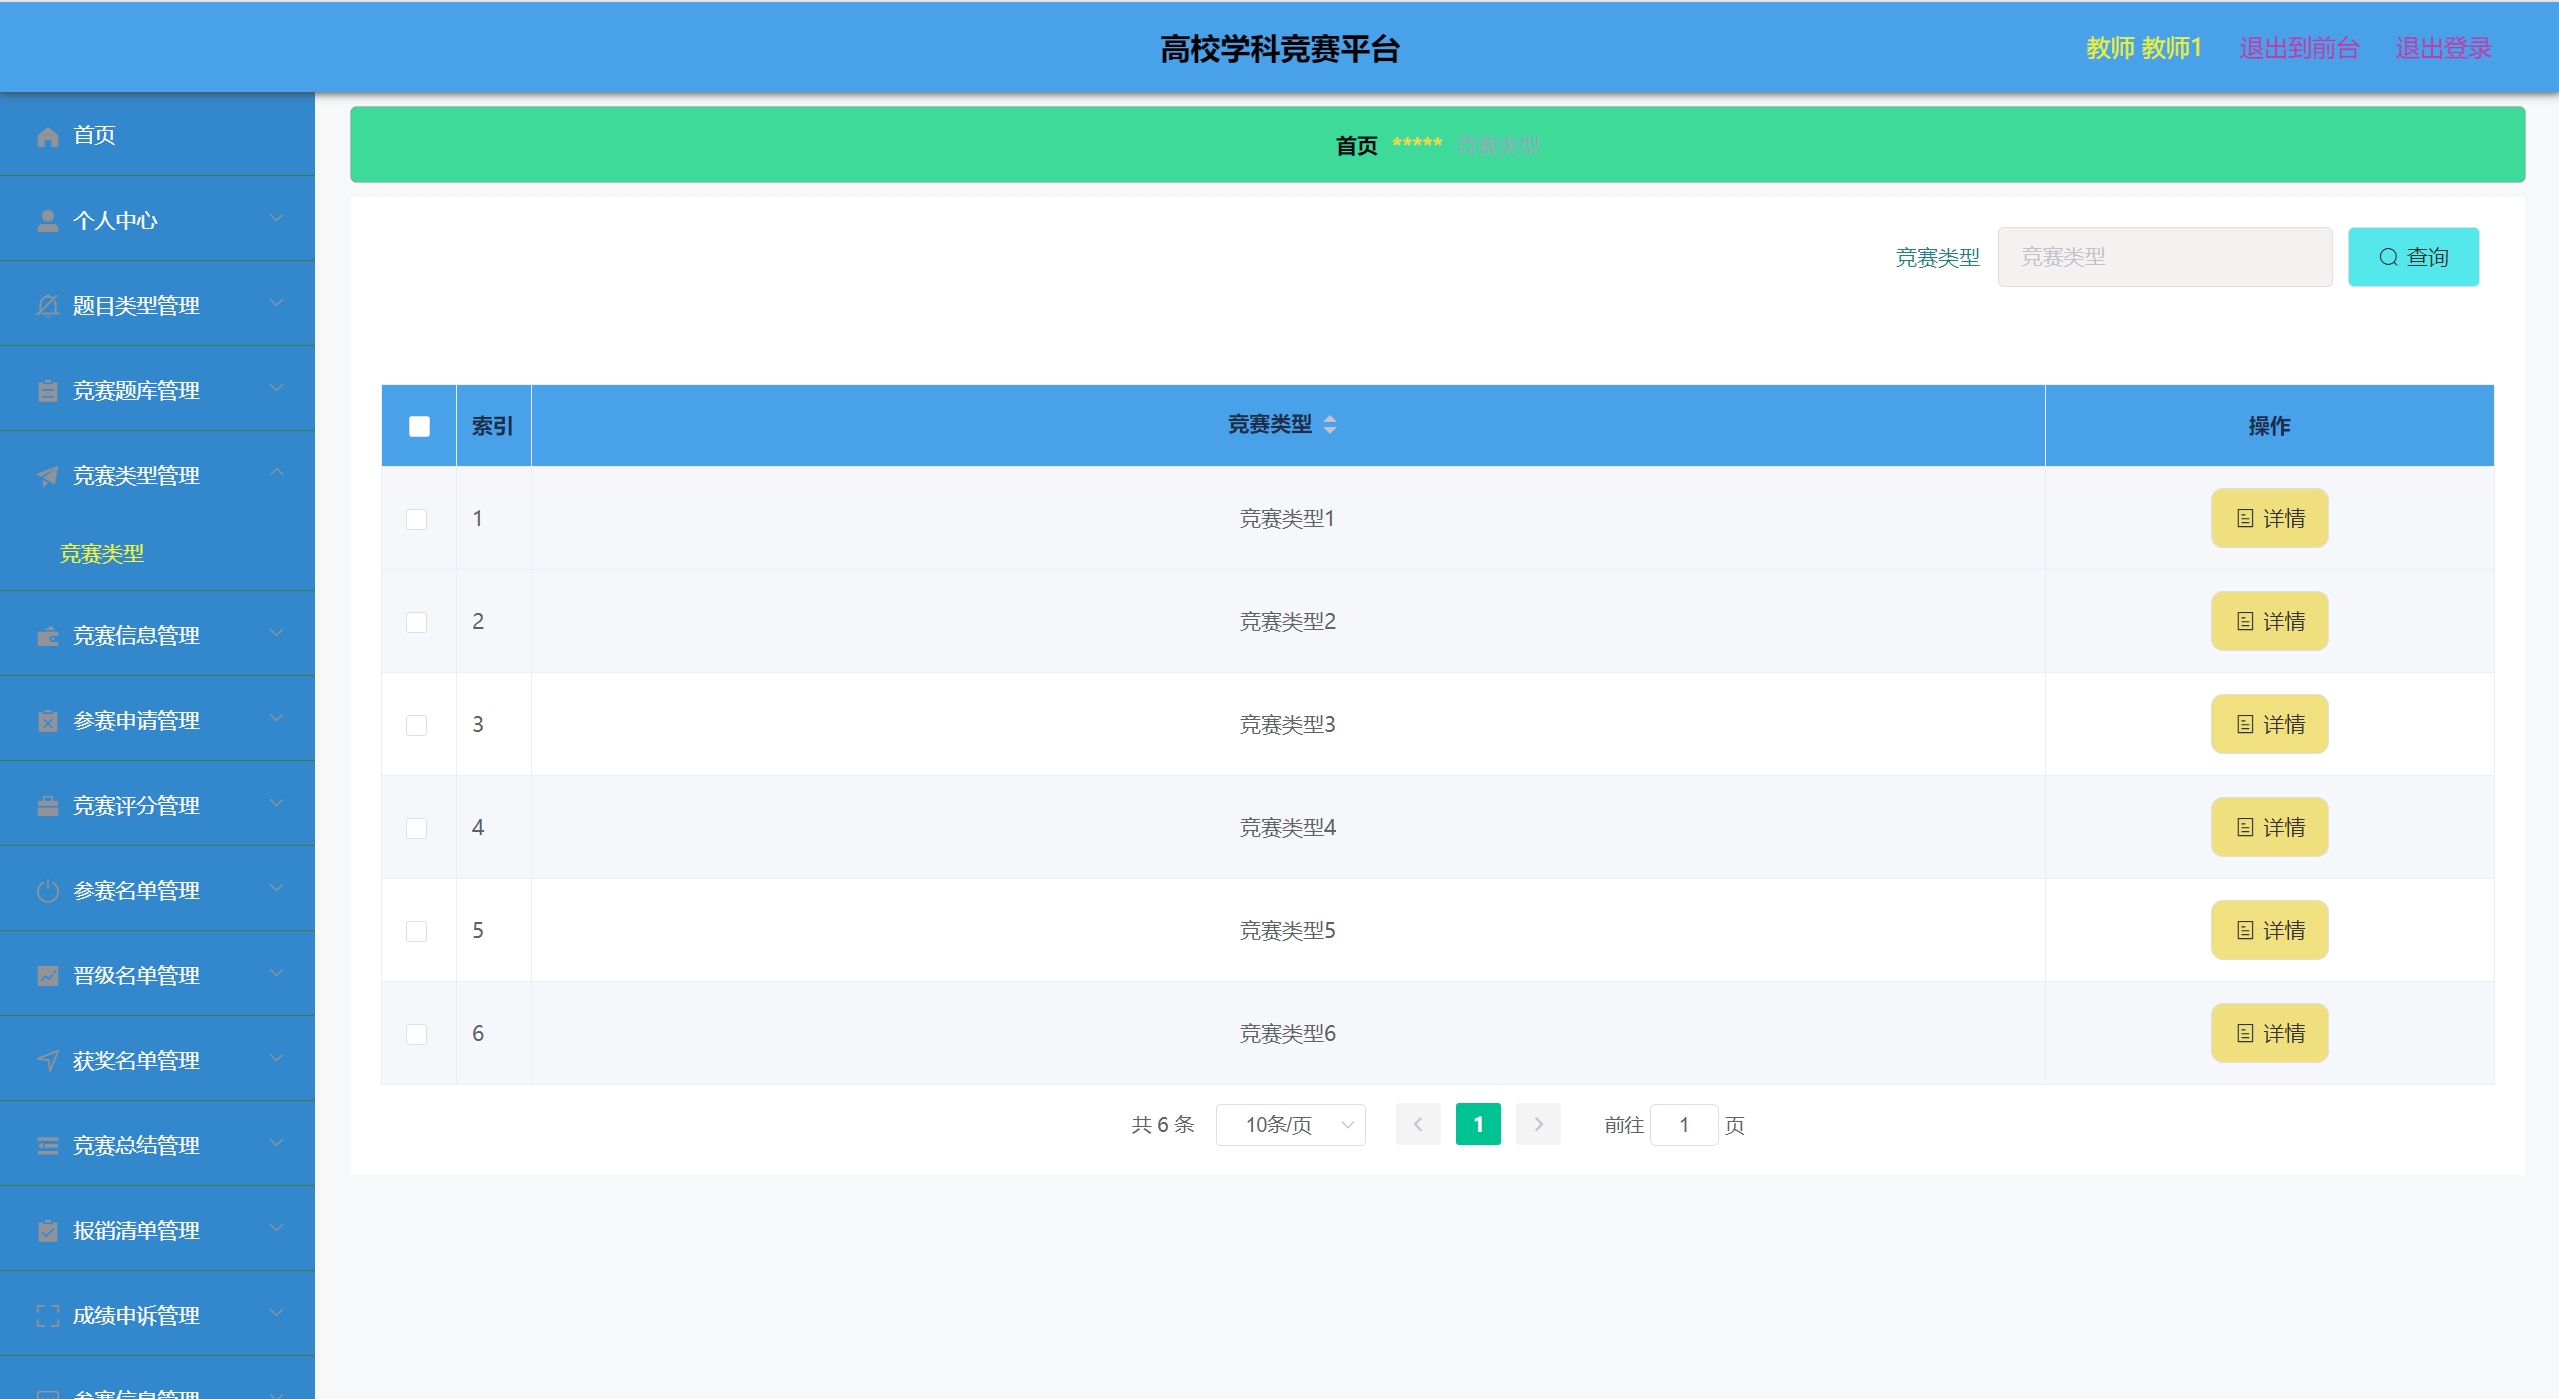 高校学科竞赛平台
教师 教师1 退出到前台 退出登录
首页
个人中心
题目类型管理
竞赛题库管理
竞赛类型管理
竞赛类型
竞赛信息管理
参赛申请管理
竞赛评分管理
参赛名单管理
晋级名单管理
获奖名单管理
竞赛总结管理
报销清单管理
成绩申诉管理
参赛信息管理
首页 ***** 竞赛类型
竞赛类型 竞赛类型 查询
索引 竞赛类型 操作
1 竞赛类型1 详情
2 竞赛类型2 详情
3 竞赛类型3 详情
4 竞赛类型4 详情
5 竞赛类型5 详情
6 竞赛类型6 详情
共 6 条 10条/页 1 前往 1 页